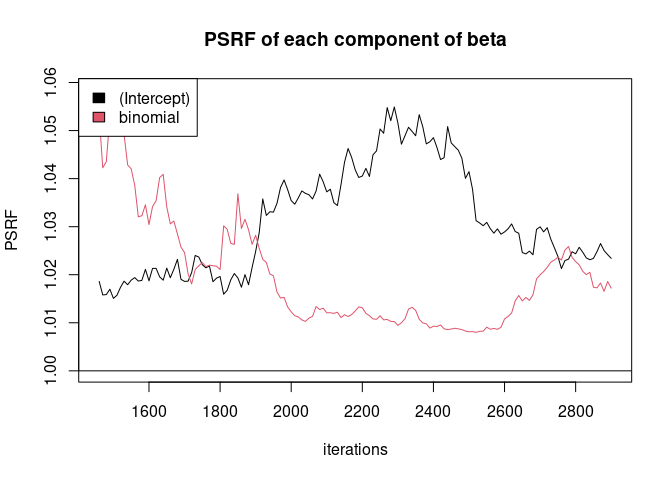 PSRF of each component of beta
PSRF
1.06
1.05
1.04
1.03
1.02
1.01
1.00
(Intercept)
binomial
1600 1800 2000 2200 2400 2600 2800
iterations